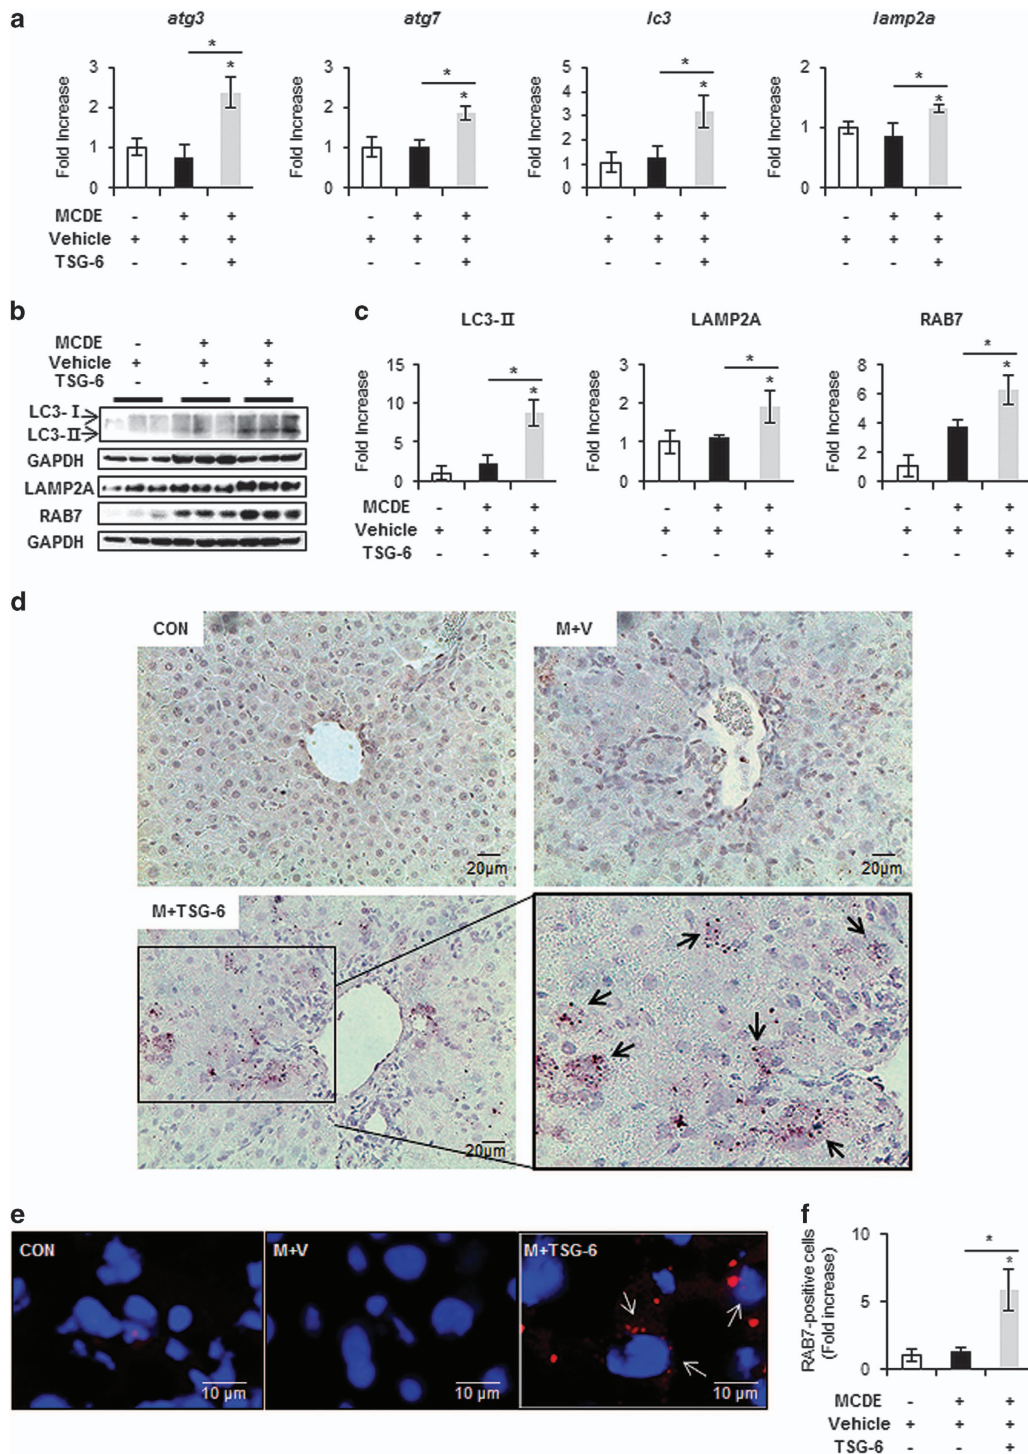 a
atg3 atg7 lc3 lamp2a
Fold Increase
3
2
1
0
Fold Increase
3
2
1
0
Fold Increase
5
4
3
2
1
0
Fold Increase
2
1
0
* * * *
* * * *
MCDE - + + - + + - + + - + +
Vehicle + + + + + + + + + + + +
TSG-6 + + + +
b
MCDE - + +
Vehicle + + +
TSG-6 - - +
LC3- I
LC3-II
GAPDH
LAMP2A
RAB7
GAPDH
c
LC3-II LAMP2A RAB7
Fold Increase
15
10
5
0
Fold Increase
3
2
1
0
Fold Increase
8
6
4
2
0
* * *
* * *
MCDE - + + - + + - + +
Vehicle + + + + + + + + +
TSG-6 - - + - - + - - +
d
CON
20µm
M+V
20µm
M+TSG-6
20µm
e
CON
10 µm
M+V
10 µm
M+TSG-6
10 µm
f
RAB7-positive cells
(Fold increase)
10
5
0
*
*
MCDE - + +
Vehicle + + +
TSG-6 - - +